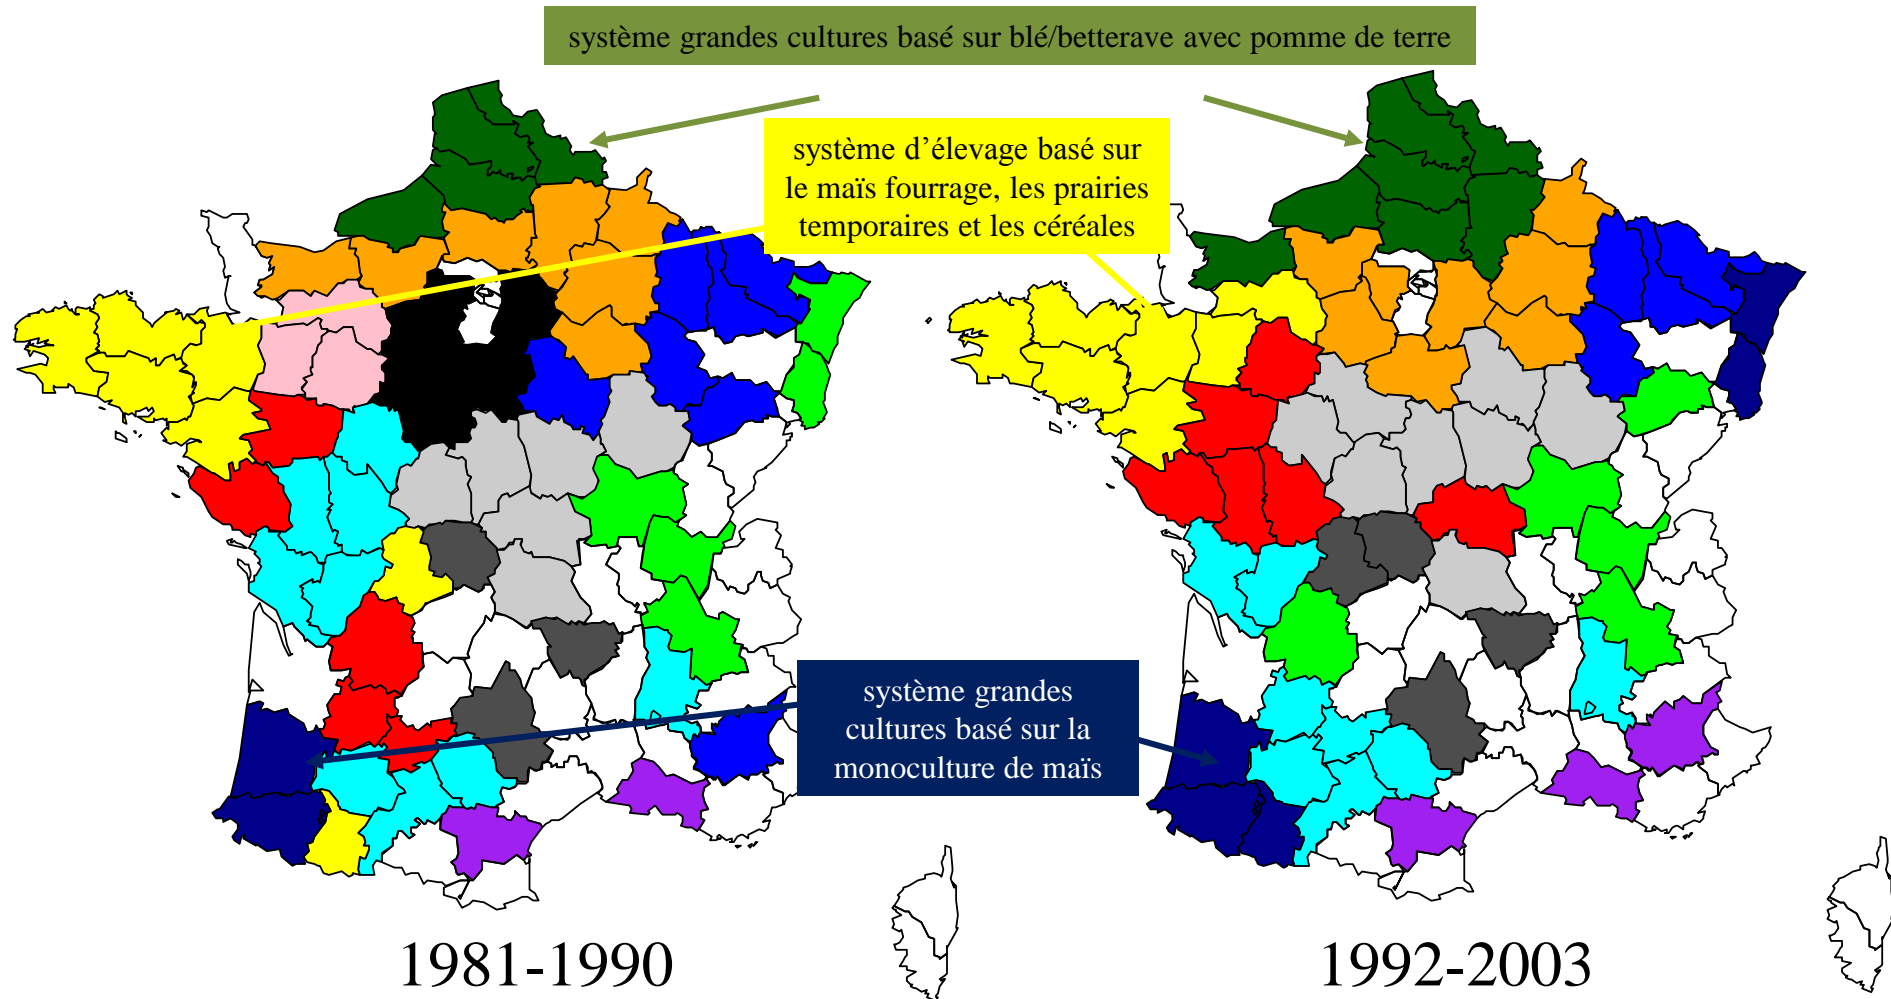 système grandes cultures basé sur blé/betterave avec pomme de terre
système d’élevage basé sur
le maïs fourrage, les prairies
temporaires et les céréales
système grandes
cultures basé sur la
monoculture de maïs
1981-1990
1992-2003